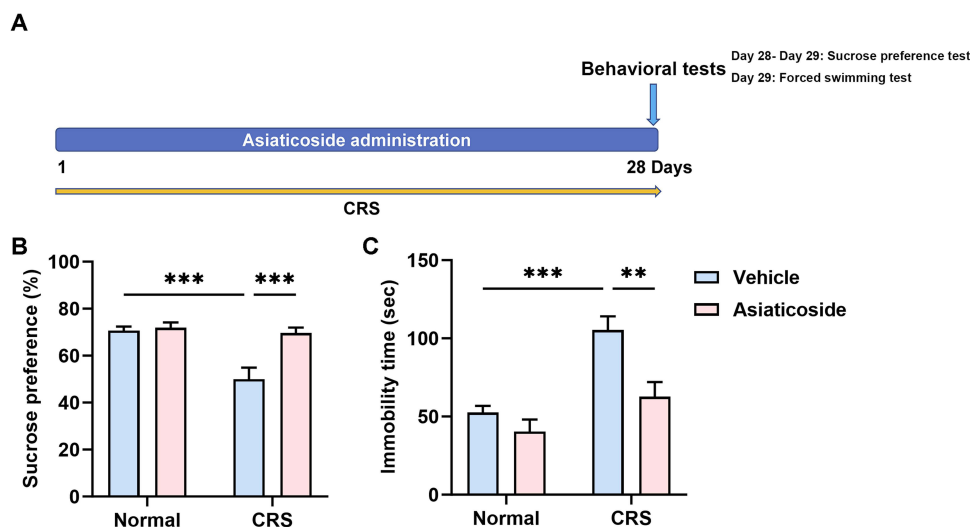 A
Behavioral tests
Day 28- Day 29: Sucrose preference test
Day 29: Forced swimming test
Asiaticoside administration
1
28 Days
CRS
B
Sucrose preference (%)
100
80
60
40
20
0
***
***
Normal
CRS
C
Immobility time (sec)
150
100
50
0
***
**
Normal
CRS
Vehicle
Asiaticoside